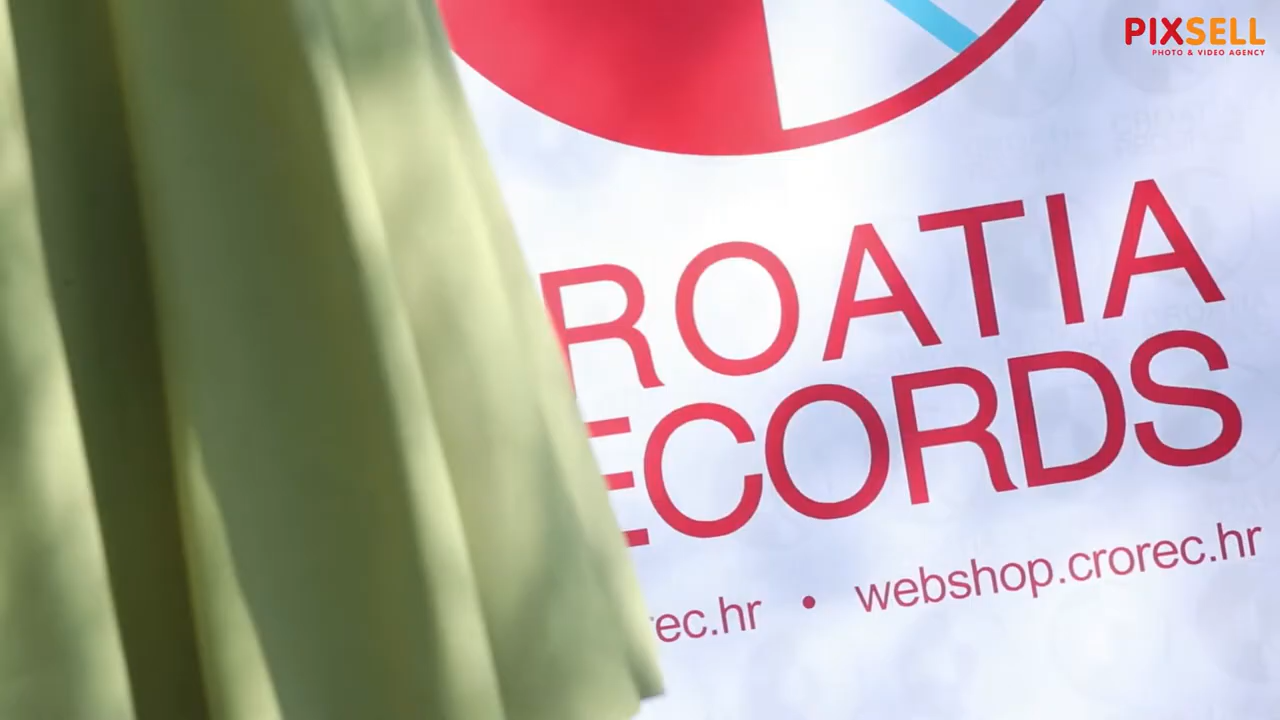 PIXSELL
PHOTO & VIDEO AGENCY
ROATIA
ECORDS
rec.hr • webshop.crorec.hr